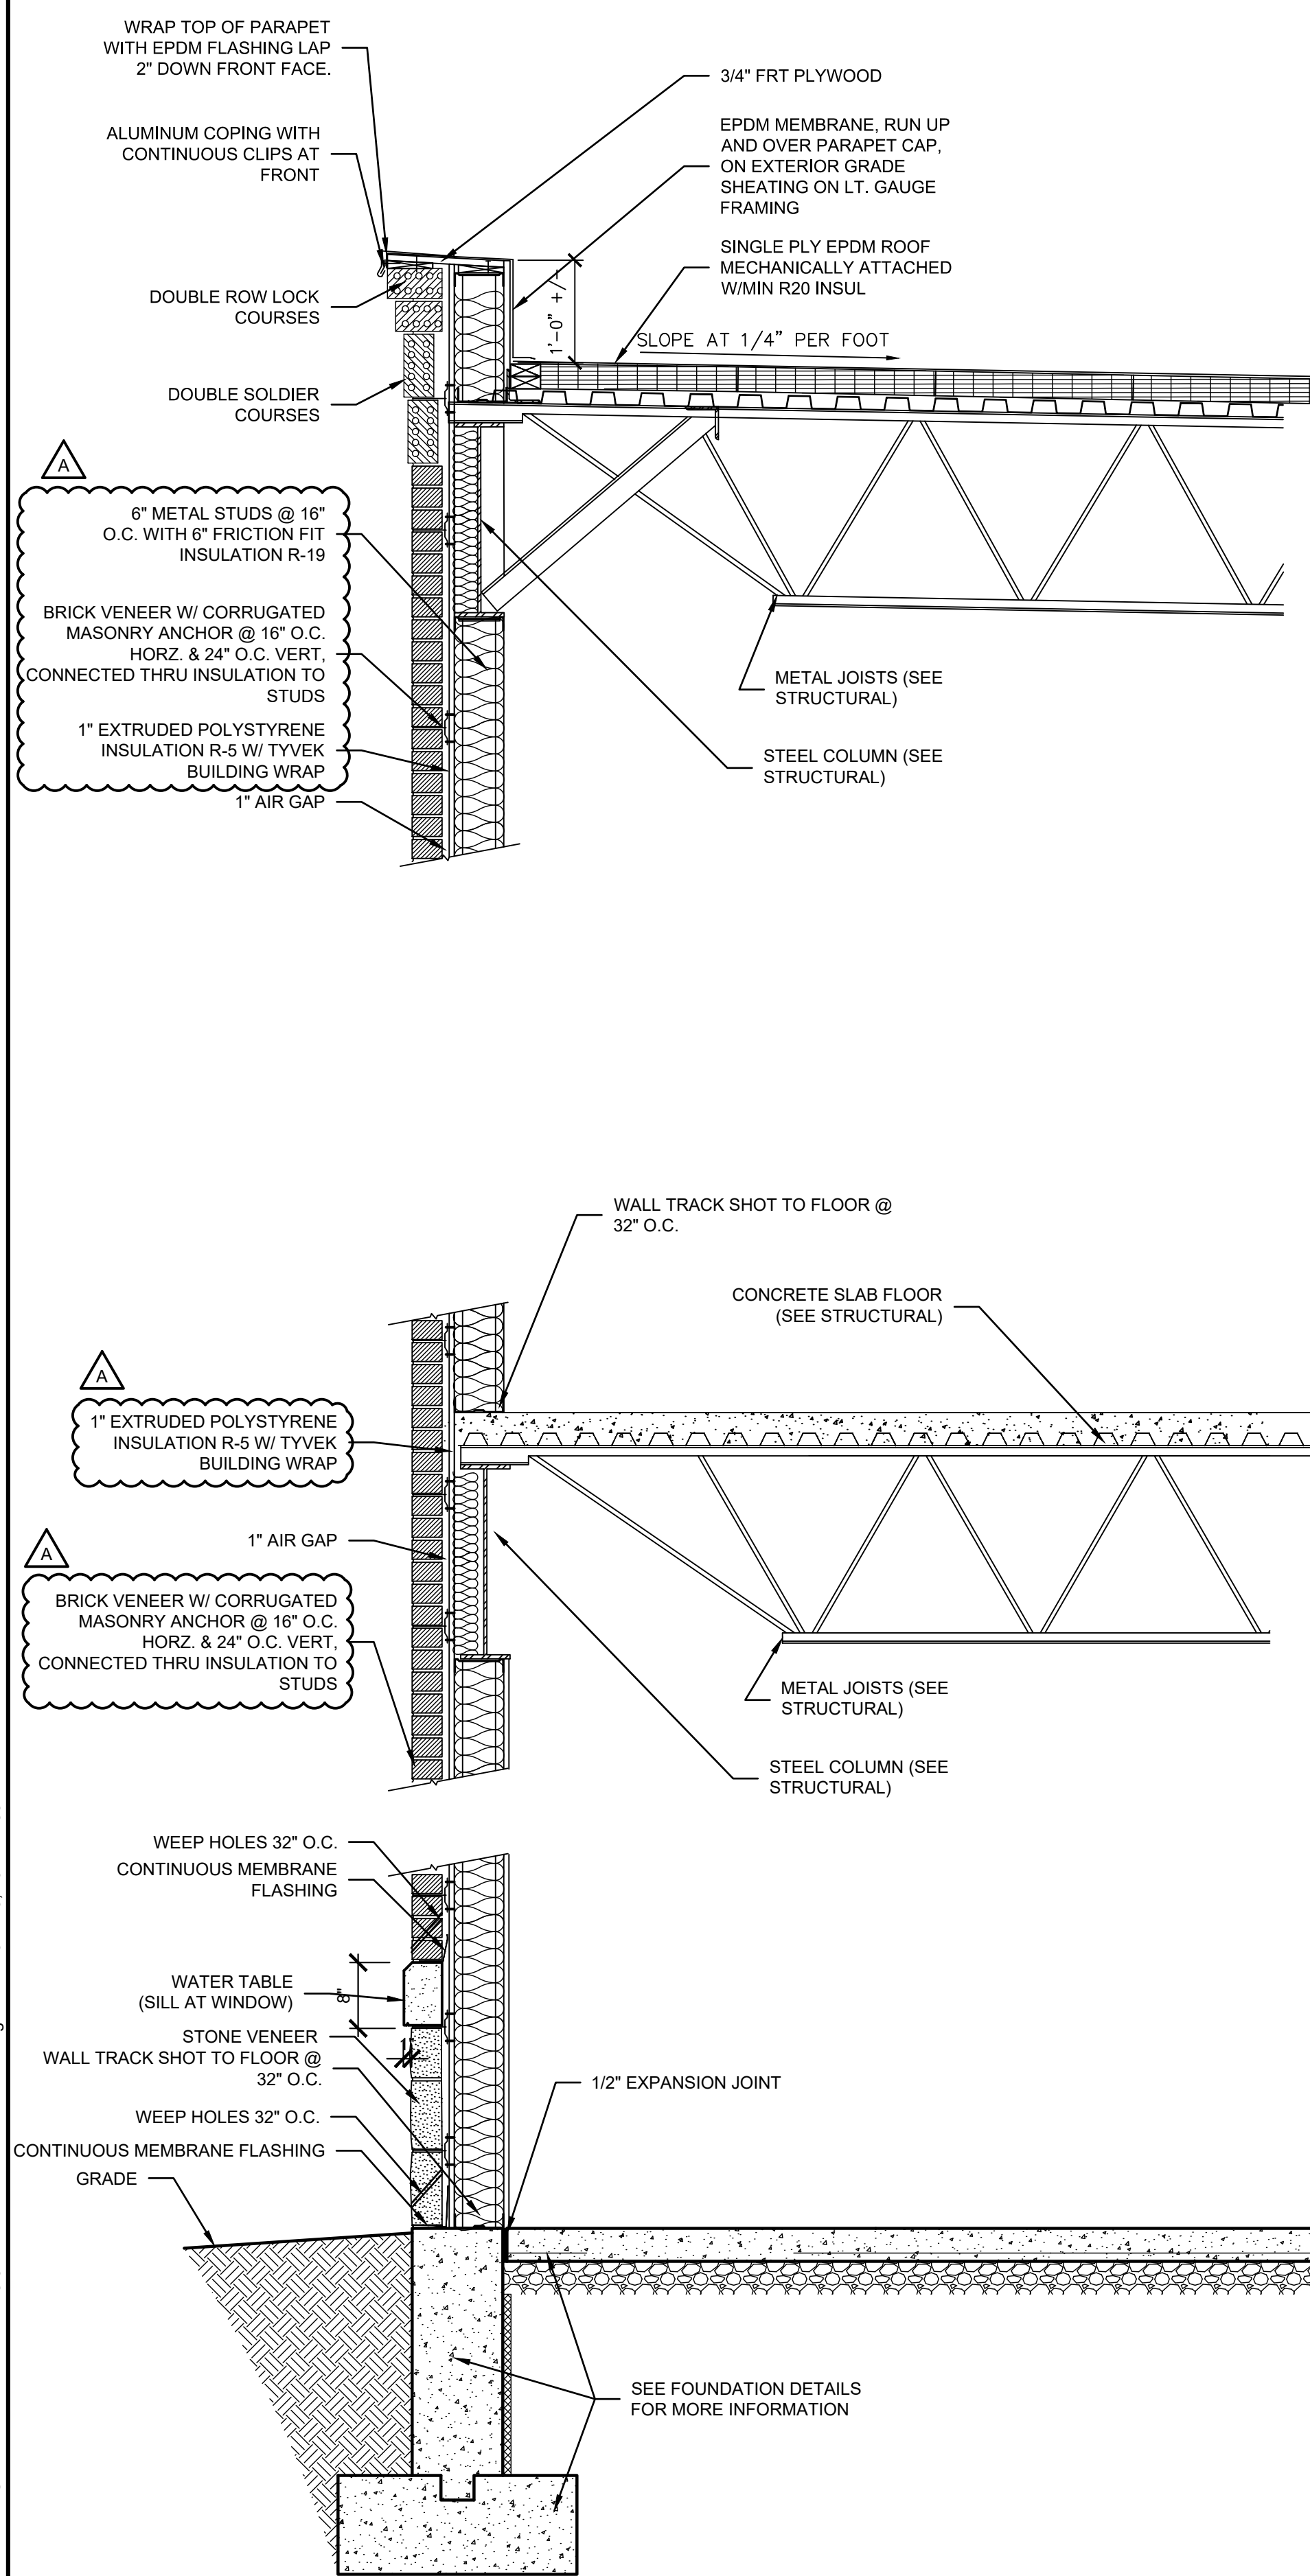 WRAP TOP OF PARAPET
WITH EPDM FLASHING LAP
2" DOWN FRONT FACE.
3/4" FRT PLYWOOD
ALUMINUM COPING WITH
CONTINUOUS CLIPS AT
FRONT
EPDM MEMBRANE, RUN UP
AND OVER PARAPET CAP,
ON EXTERIOR GRADE
SHEATING ON LT. GAUGE
FRAMING
SINGLE PLY EPDM ROOF
MECHANICALLY ATTACHED
W/MIN R20 INSUL
DOUBLE ROW LOCK
COURSES
1'-0" +/-
SLOPE AT 1/4" PER FOOT
DOUBLE SOLDIER
COURSES
A
6" METAL STUDS @ 16"
O.C. WITH 6" FRICTION FIT
INSULATION R-19
BRICK VENEER W/ CORRUGATED
MASONRY ANCHOR @ 16" O.C.
HORZ. & 24" O.C. VERT,
CONNECTED THRU INSULATION TO
STUDS
1" EXTRUDED POLYSTYRENE
INSULATION R-5 W/ TYVEK
BUILDING WRAP
1" AIR GAP
METAL JOISTS (SEE
STRUCTURAL)
STEEL COLUMN (SEE
STRUCTURAL)
WALL TRACK SHOT TO FLOOR @
32" O.C.
CONCRETE SLAB FLOOR
(SEE STRUCTURAL)
A
1" EXTRUDED POLYSTYRENE
INSULATION R-5 W/ TYVEK
BUILDING WRAP
1" AIR GAP
A
BRICK VENEER W/ CORRUGATED
MASONRY ANCHOR @ 16" O.C.
HORZ. & 24" O.C. VERT,
CONNECTED THRU INSULATION TO
STUDS
METAL JOISTS (SEE
STRUCTURAL)
STEEL COLUMN (SEE
STRUCTURAL)
WEEP HOLES 32" O.C.
CONTINUOUS MEMBRANE
FLASHING
WATER TABLE
(SILL AT WINDOW)
8"
STONE VENEER
1"
WALL TRACK SHOT TO FLOOR @
32" O.C.
1/2" EXPANSION JOINT
WEEP HOLES 32" O.C.
CONTINUOUS MEMBRANE FLASHING
GRADE
SEE FOUNDATION DETAILS
FOR MORE INFORMATION